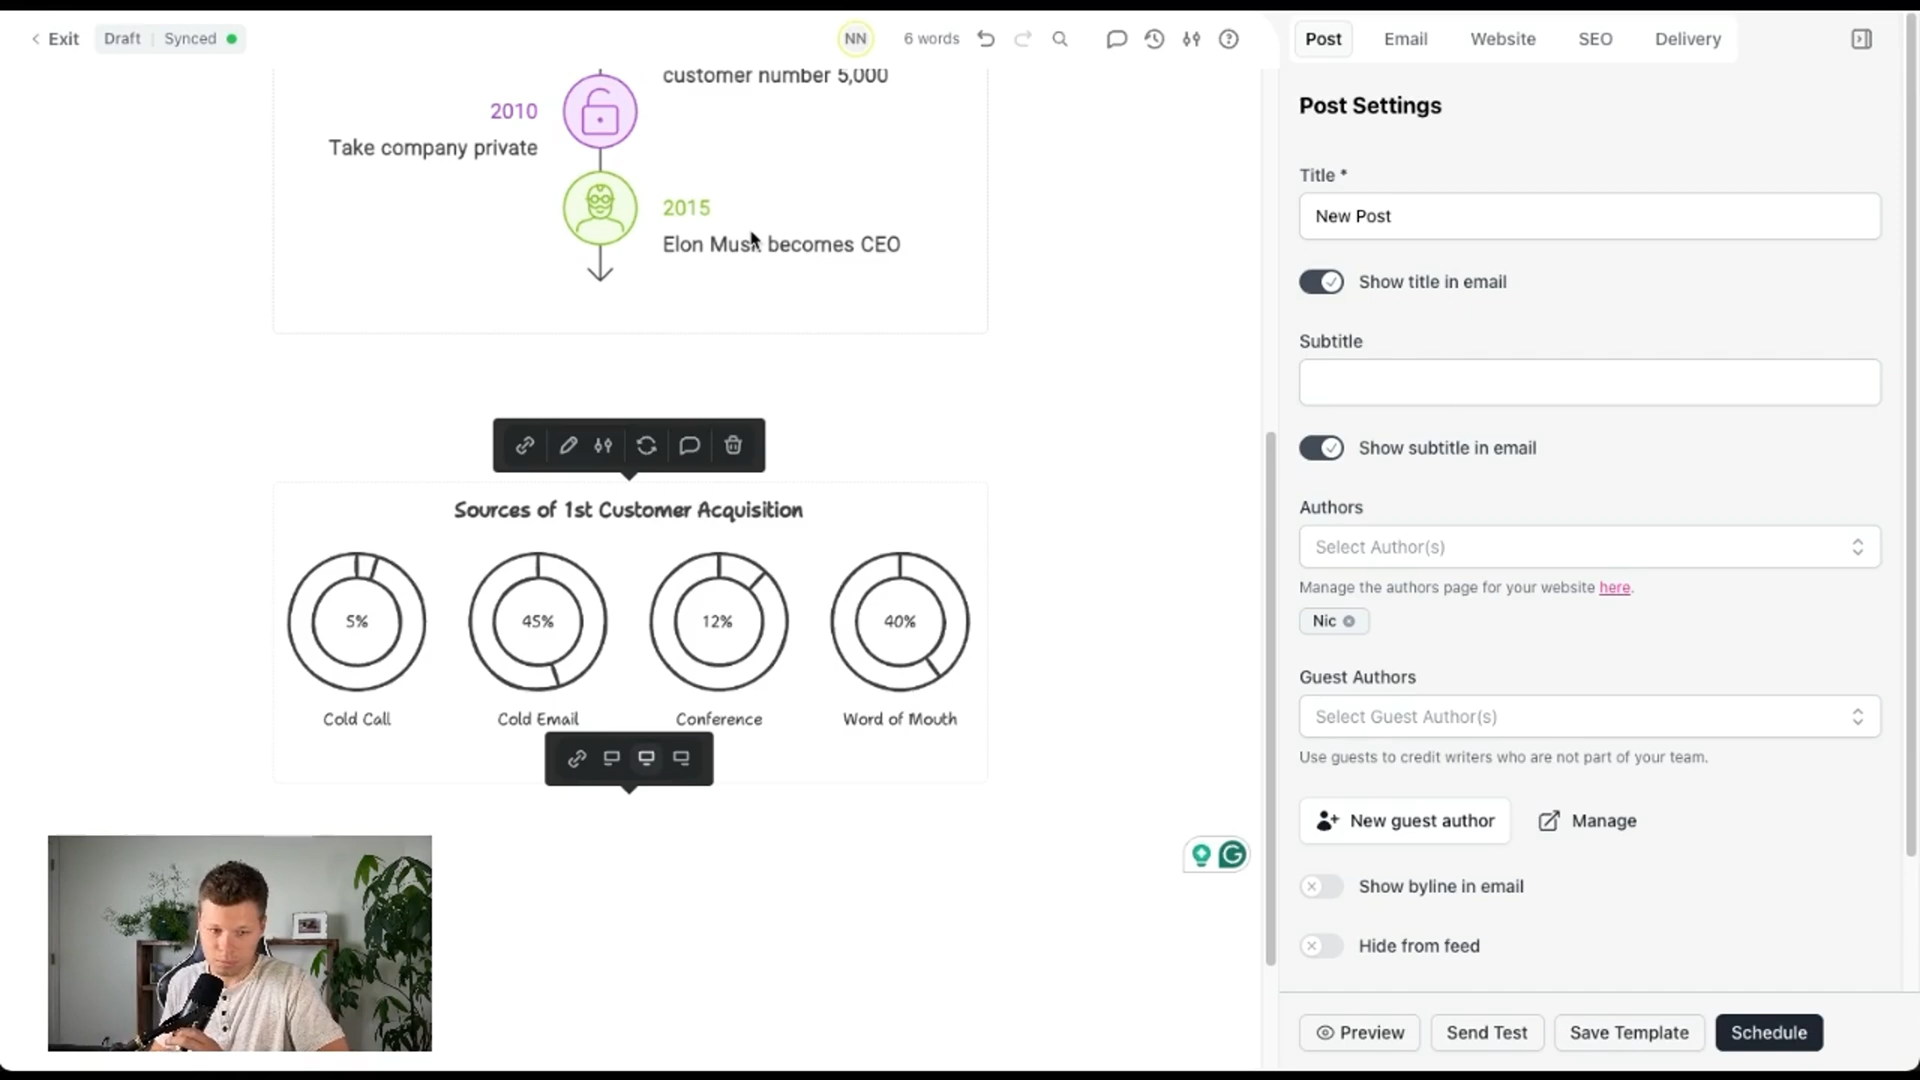 Exit
Draft
Synced
NN
6 words
Post
Email
Website
SEO
Delivery
customer number 5,000
2010
Take company private
2015
Elon Musk becomes CEO
Sources of 1st Customer Acquisition
5%
45%
12%
40%
Cold Call
Cold Email
Conference
Word of Mouth
Post Settings
Title *
New Post
Show title in email
Subtitle
Show subtitle in email
Authors
Select Author(s)
Manage the authors page for your website here.
Nic
Guest Authors
Select Guest Author(s)
Use guests to credit writers who are not part of your team.
New guest author
Manage
Show byline in email
Hide from feed
Preview
Send Test
Save Template
Schedule